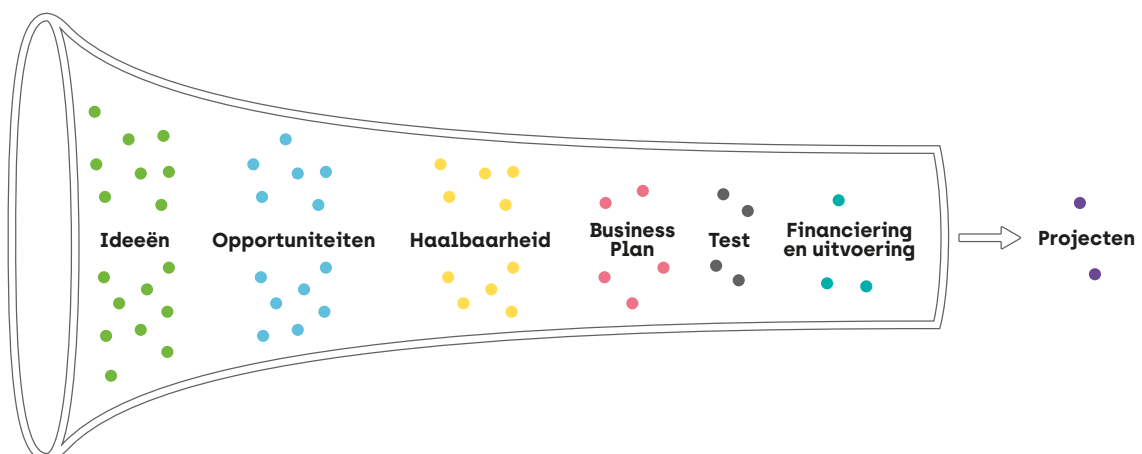 Ideeën
Opportuniteiten
Haalbaarheid
Business
Plan
Test
Financiering
en uitvoering
Projecten